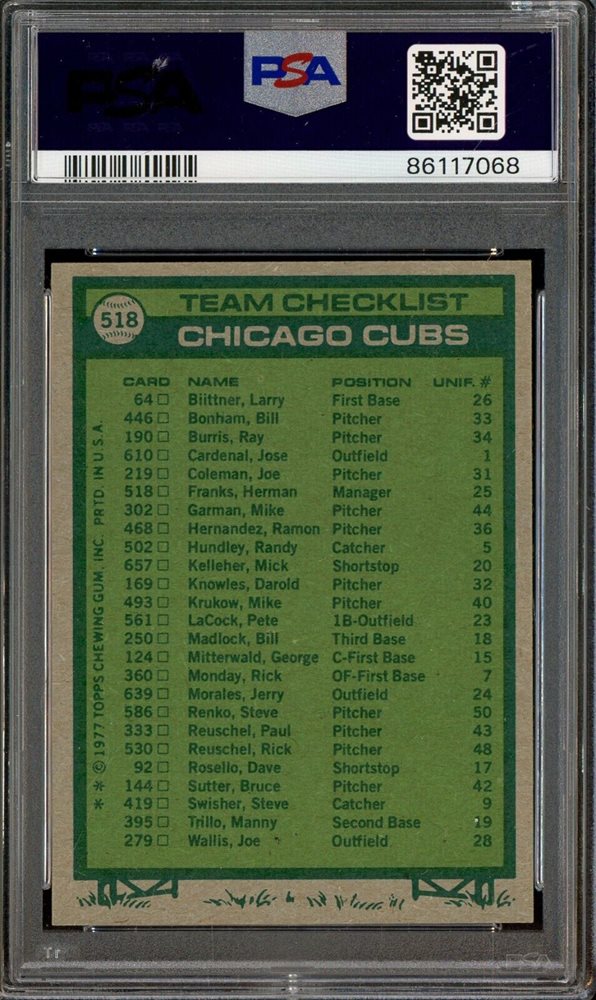 PSA
PSA
86117068
518
TEAM CHECKLIST
CHICAGO CUBS
CARD NAME POSITION UNIF. #
64 □ Biittner, Larry First Base 26
446 □ Bonham, Bill Pitcher 33
190 □ Burris, Ray Pitcher 34
610 □ Cardenal, Jose Outfield 1
219 □ Coleman, Joe Pitcher 31
518 □ Franks, Herman Manager 25
302 □ Garman, Mike Pitcher 44
468 □ Hernandez, Ramon Pitcher 36
502 □ Hundley, Randy Catcher 5
657 □ Kelleher, Mick Shortstop 20
169 □ Knowles, Darold Pitcher 32
493 □ Krukow, Mike Pitcher 40
561 □ LaCock, Pete 1B-Outfield 23
250 □ Madlock, Bill Third Base 18
124 □ Mitterwald, George C-First Base 15
360 □ Monday, Rick OF-First Base 7
639 □ Morales, Jerry Outfield 24
586 □ Renko, Steve Pitcher 50
333 □ Reuschel, Paul Pitcher 43
530 □ Reuschel, Rick Pitcher 48
92 □ Rosello, Dave Shortstop 17
144 □ Sutter, Bruce Pitcher 42
419 □ Swisher, Steve Catcher 9
395 □ Trillo, Manny Second Base 19
279 □ Wallis, Joe Outfield 28
* * © 1977 TOPPS CHEWING GUM, INC. PRTD. IN U.S.A.
PSA